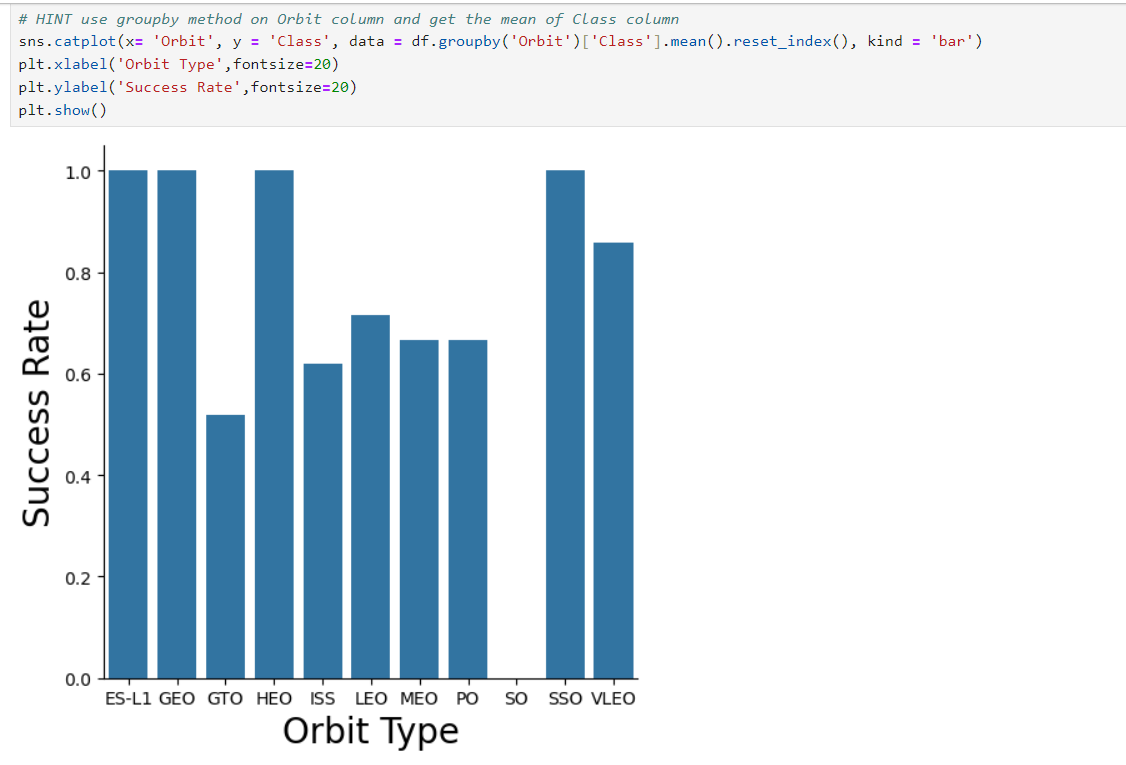 # HINT use groupby method on Orbit column and get the mean of Class column
sns.catplot(x= 'Orbit', y = 'Class', data = df.groupby('Orbit')['Class'].mean().reset_index(), kind = 'bar')
plt.xlabel('Orbit Type',fontsize=20)
plt.ylabel('Success Rate',fontsize=20)
plt.show()
1.0
0.8
0.6
0.4
0.2
0.0
Success Rate
ES-L1 GEO GTO HEO ISS LEO MEO PO SO SSO VLEO
Orbit Type